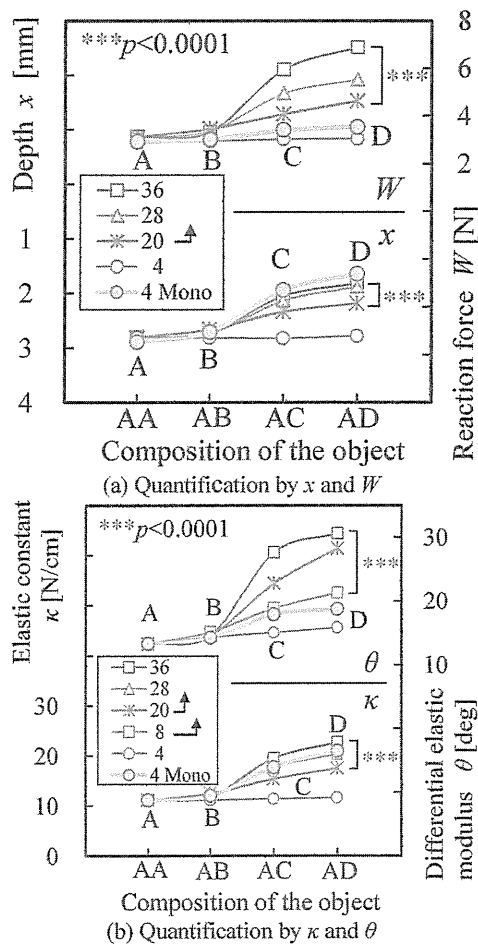 ***p<0.0001
Depth x [mm]
8
6
4
2
Reaction force W [N]
***
A
B
C
D
W
x
36
28
20
4
4 Mono
1
2
3
4
C
D
***
A
B
AA AB AC AD
Composition of the object
(a) Quantification by x and W
***p<0.0001
Elastic constant
κ [N/cm]
30
20
10
Differential elastic
modulus θ [deg]
***
A
B
C
D
θ
κ
36
28
20
8
4
4 Mono
30
20
10
0
D
***
A
B
C
AA AB AC AD
Composition of the object
(b) Quantification by κ and θ